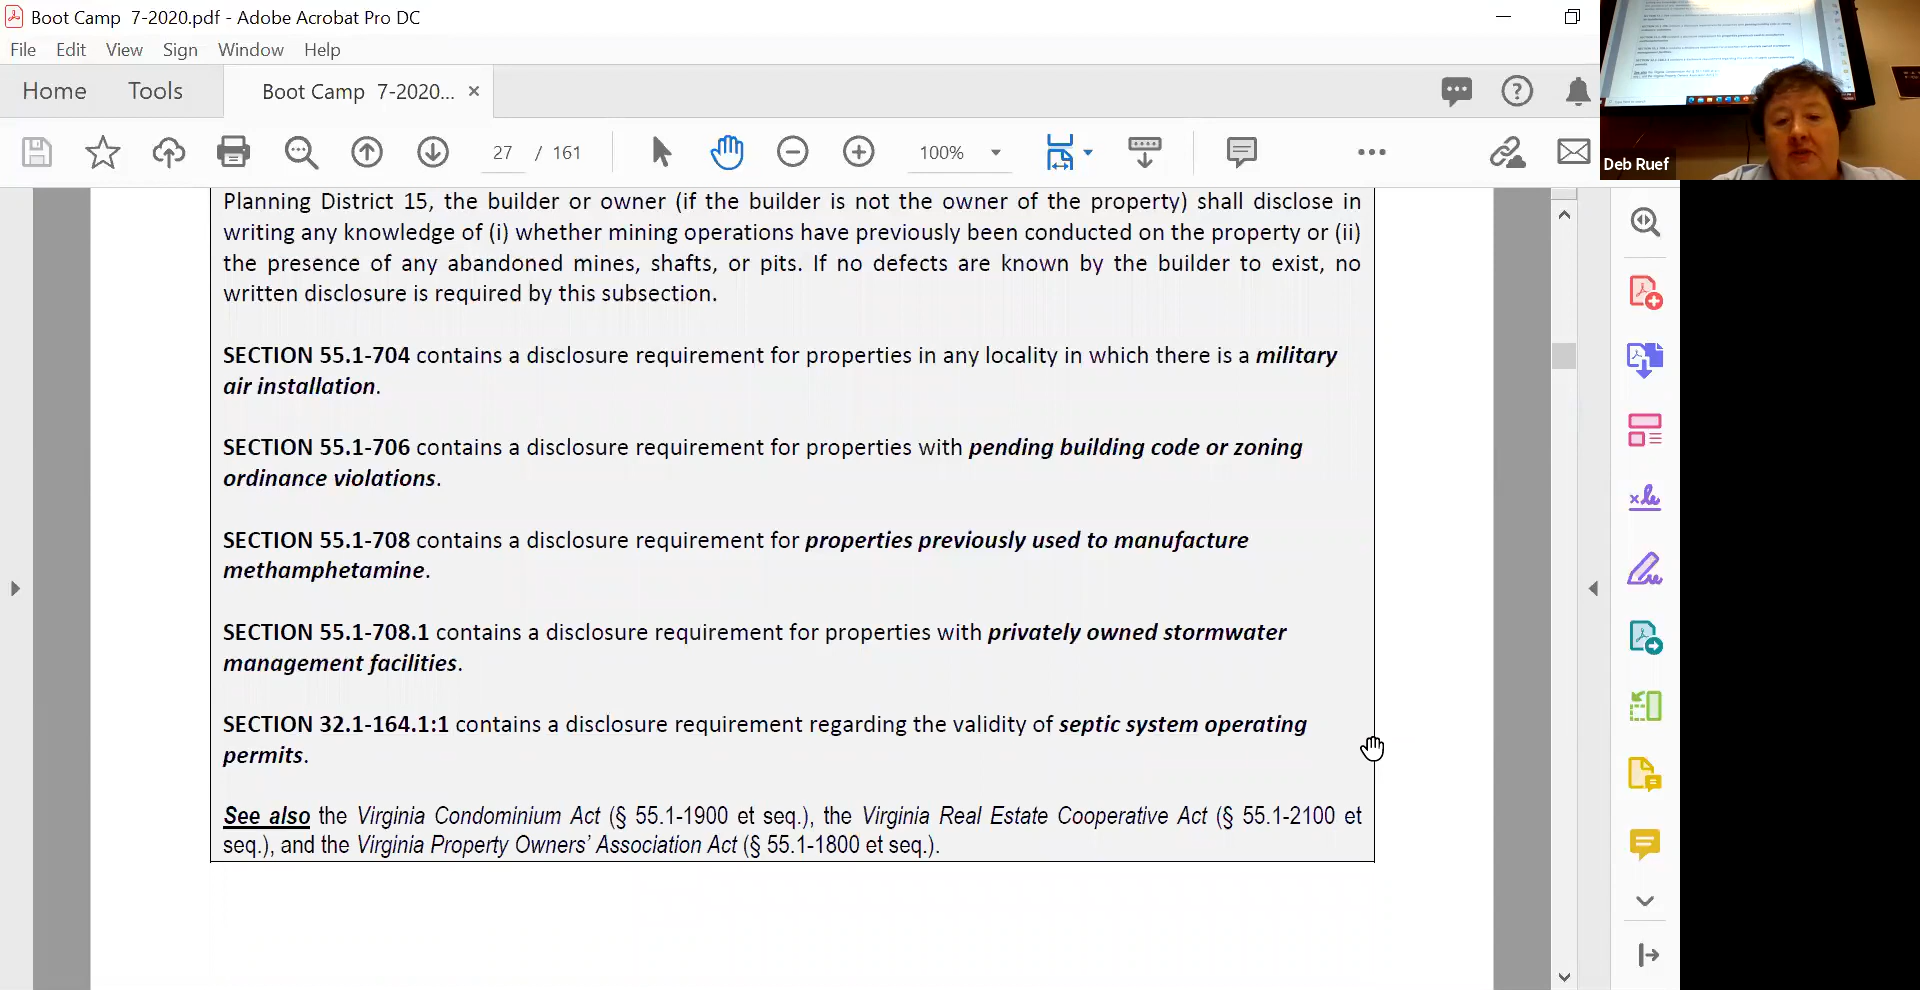 Boot Camp  7-2020.pdf - Adobe Acrobat Pro DC
File Edit View Sign Window Help
Home Tools Boot Camp  7-2020... ×
27 / 161 100%
Deb Ruef
Planning District 15, the builder or owner (if the builder is not the owner of the property) shall disclose in
writing any knowledge of (i) whether mining operations have previously been conducted on the property or (ii)
the presence of any abandoned mines, shafts, or pits. If no defects are known by the builder to exist, no
written disclosure is required by this subsection.
SECTION 55.1-704 contains a disclosure requirement for properties in any locality in which there is a military
air installation.
SECTION 55.1-706 contains a disclosure requirement for properties with pending building code or zoning
ordinance violations.
SECTION 55.1-708 contains a disclosure requirement for properties previously used to manufacture
methamphetamine.
SECTION 55.1-708.1 contains a disclosure requirement for properties with privately owned stormwater
management facilities.
SECTION 32.1-164.1:1 contains a disclosure requirement regarding the validity of septic system operating
permits.
See also the Virginia Condominium Act (§ 55.1-1900 et seq.), the Virginia Real Estate Cooperative Act (§ 55.1-2100 et
seq.), and the Virginia Property Owners’ Association Act (§ 55.1-1800 et seq.).